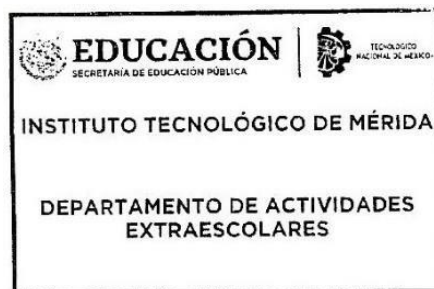 EDUCACIÓN
SECRETARÍA DE EDUCACIÓN PÚBLICA
TECNOLÓGICO
NACIONAL DE MÉXICO
INSTITUTO TECNOLÓGICO DE MÉRIDA
DEPARTAMENTO DE ACTIVIDADES
EXTRAESCOLARES